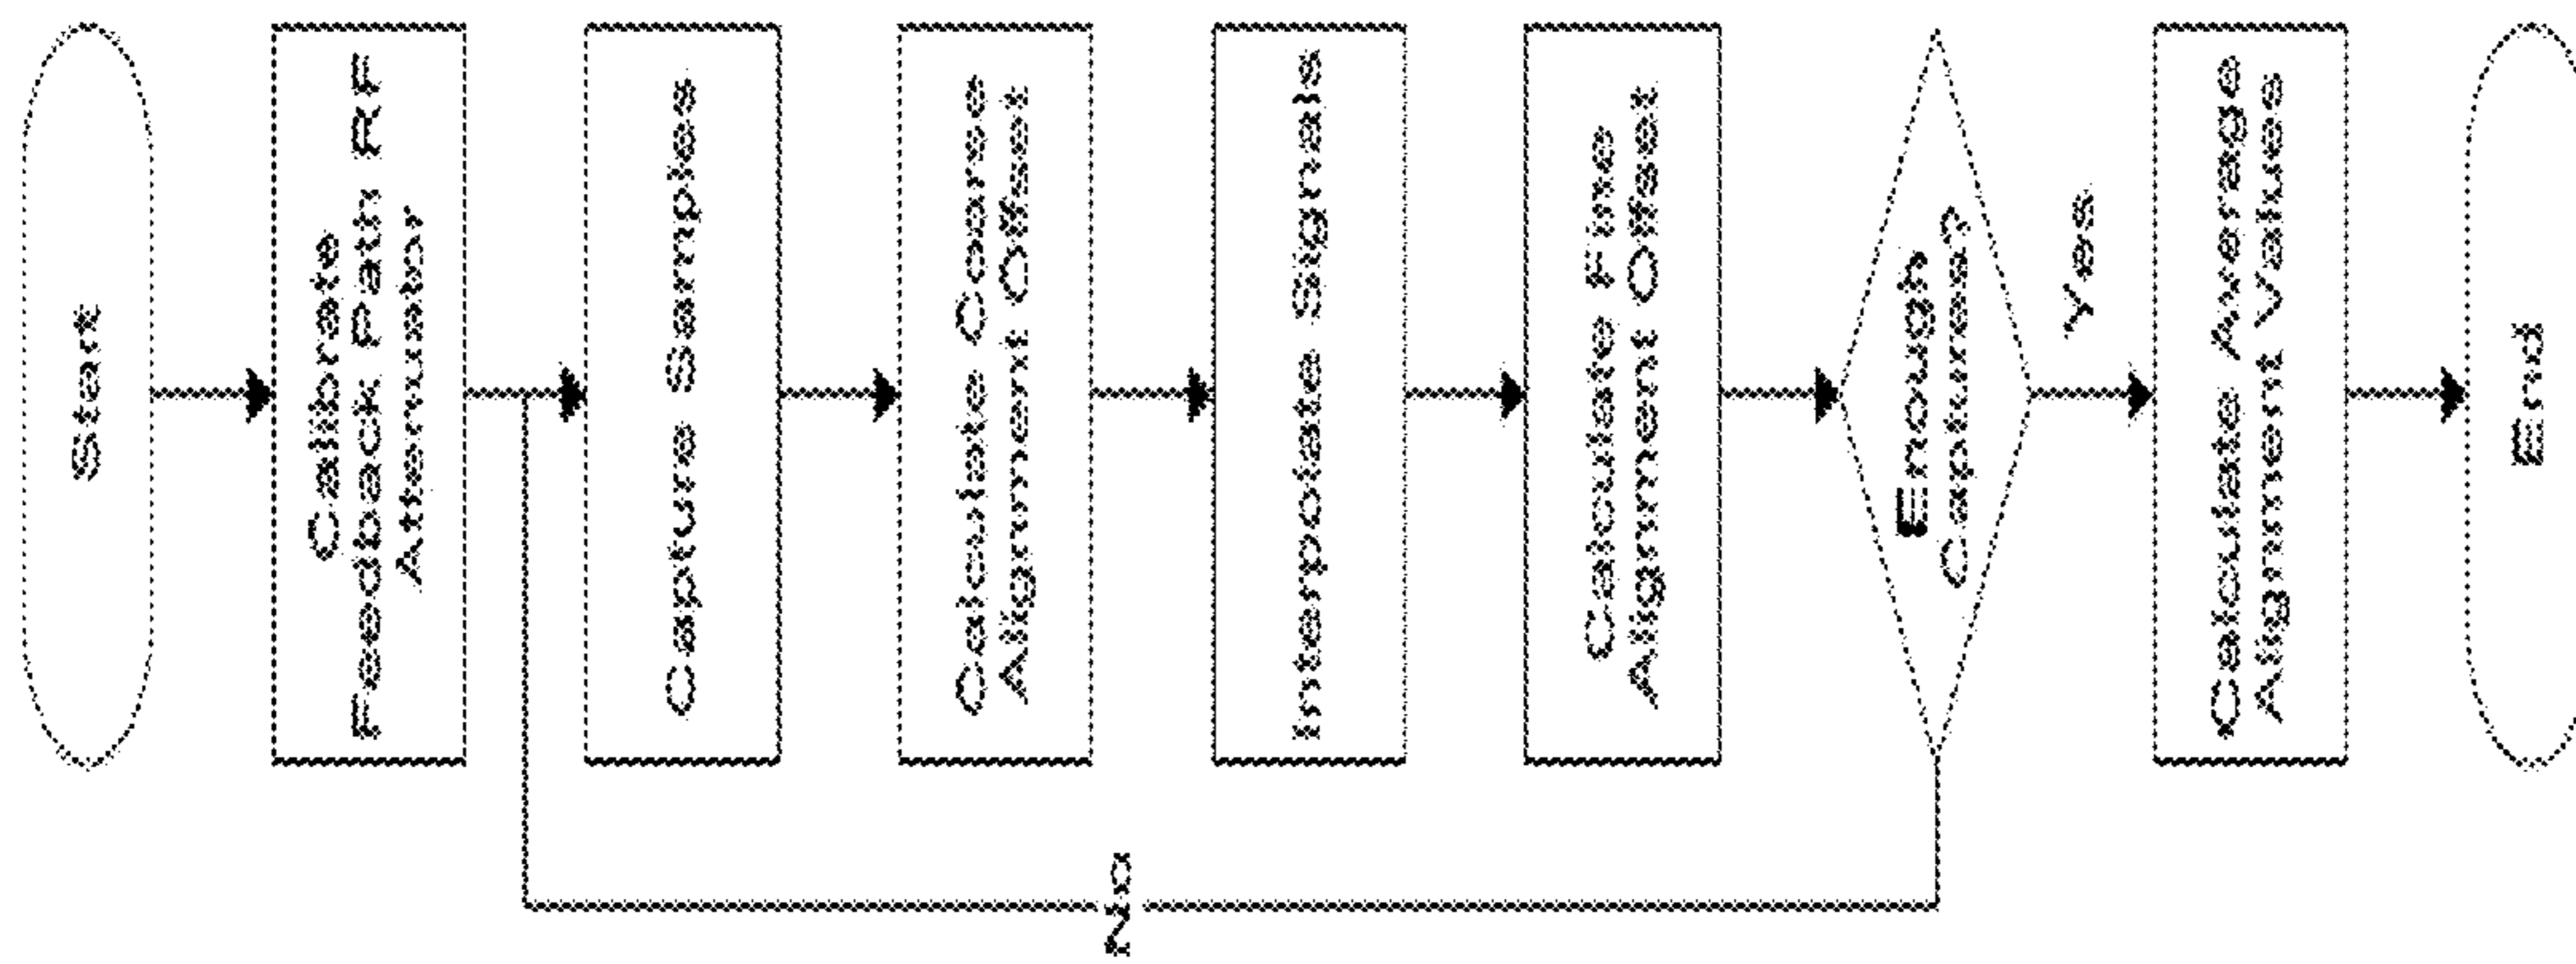 Start
Calibrate
Feedback Path RF
Attenuator
Capture Samples
Calculate Coarse
Alignment Offset
Interpolate Signals
Calculate Fine
Alignment Offset
Enough
Captures?
Yes
No
Calculate Average
Alignment Values
End